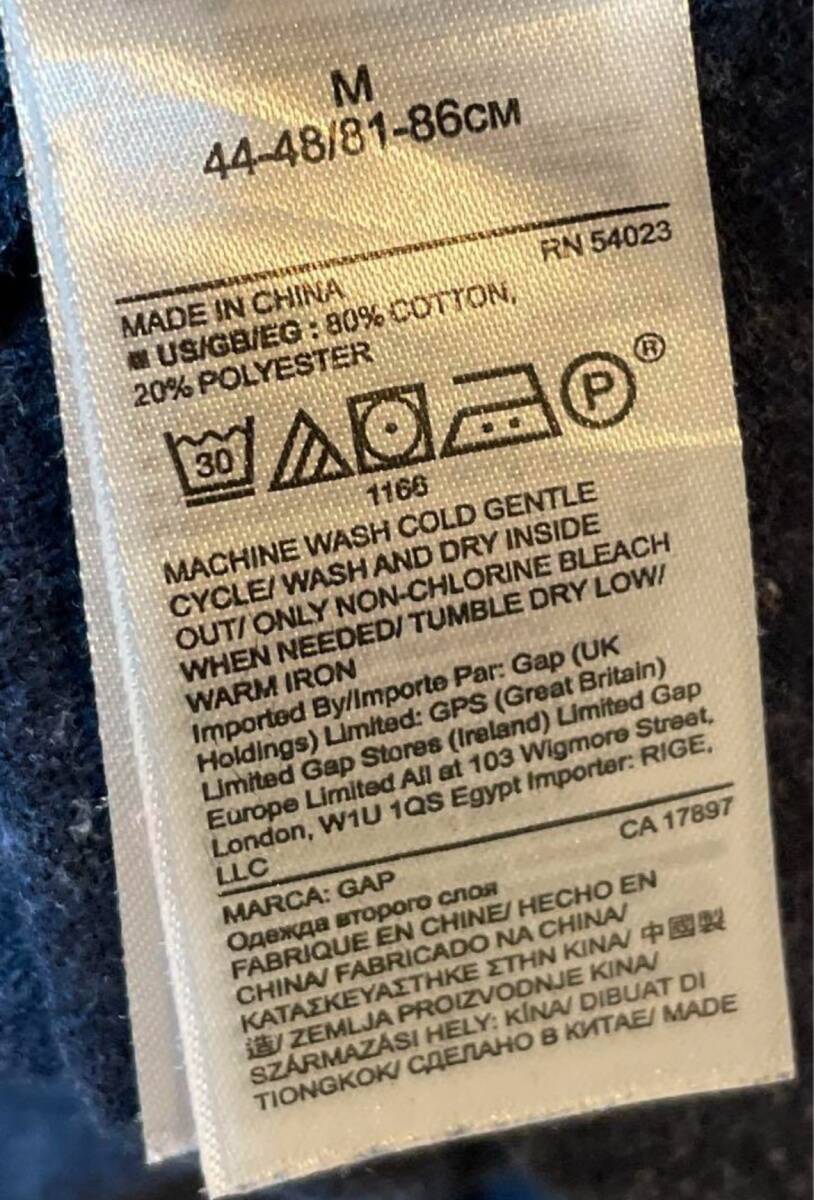 M
44-48/81-86CM
RN 54023
MADE IN CHINA
US/GB/EG : 80% COTTON,
20% POLYESTER
30 P ®
1166
MACHINE WASH COLD GENTLE
CYCLE/ WASH AND DRY INSIDE
OUT/ ONLY NON-CHLORINE BLEACH
WHEN NEEDED/ TUMBLE DRY LOW/
WARM IRON
Imported By/Importe Par: Gap (UK
Holdings) Limited: GPS (Great Britain)
Limited Gap Stores (Ireland) Limited Gap
Europe Limited All at 103 Wigmore Street,
London, W1U 1QS Egypt Importer: RIGE,
LLC
CA 17897
MARCA: GAP
Одежда второго слоя
FABRIQUE EN CHINE/ HECHO EN
CHINA/ FABRICADO NA CHINA/
ΚΑΤΑΣΚΕΥΑΣΤΗΚΕ ΣΤΗΝ ΚΙΝΑ/ 中國製
造/ ZEMLJA PROIZVODNJE KINA/
SZÁRMAZÁSI HELY: KÍNA/ DIBUAT DI
TIONGKOK/ СДЕЛАНО В КИТАЕ/ MADE